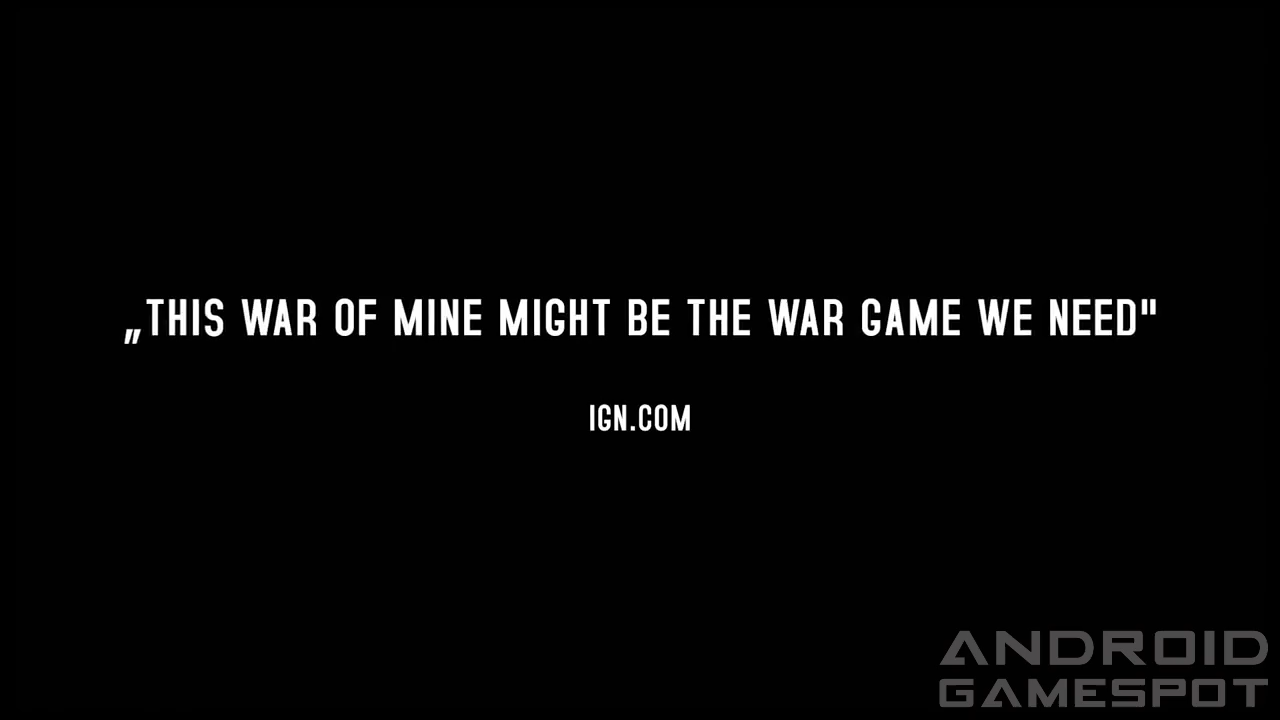 „THIS WAR OF MINE MIGHT BE THE WAR GAME WE NEED"
IGN.COM
ANDROID
GAMESPOT